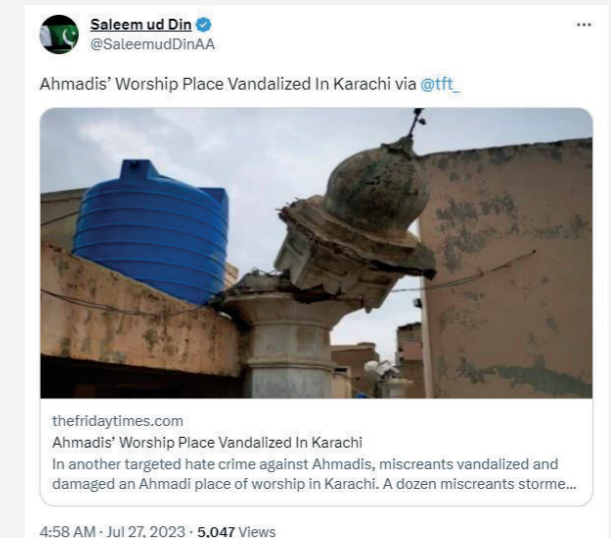 Saleem ud Din
@SaleemudDinAA
Ahmadis’ Worship Place Vandalized In Karachi via @tft_
thefridaytimes.com
Ahmadis’ Worship Place Vandalized In Karachi
In another targeted hate crime against Ahmadis, miscreants vandalized and
damaged an Ahmadi place of worship in Karachi. A dozen miscreants storme...
4:58 AM · Jul 27, 2023 · 5,047 Views